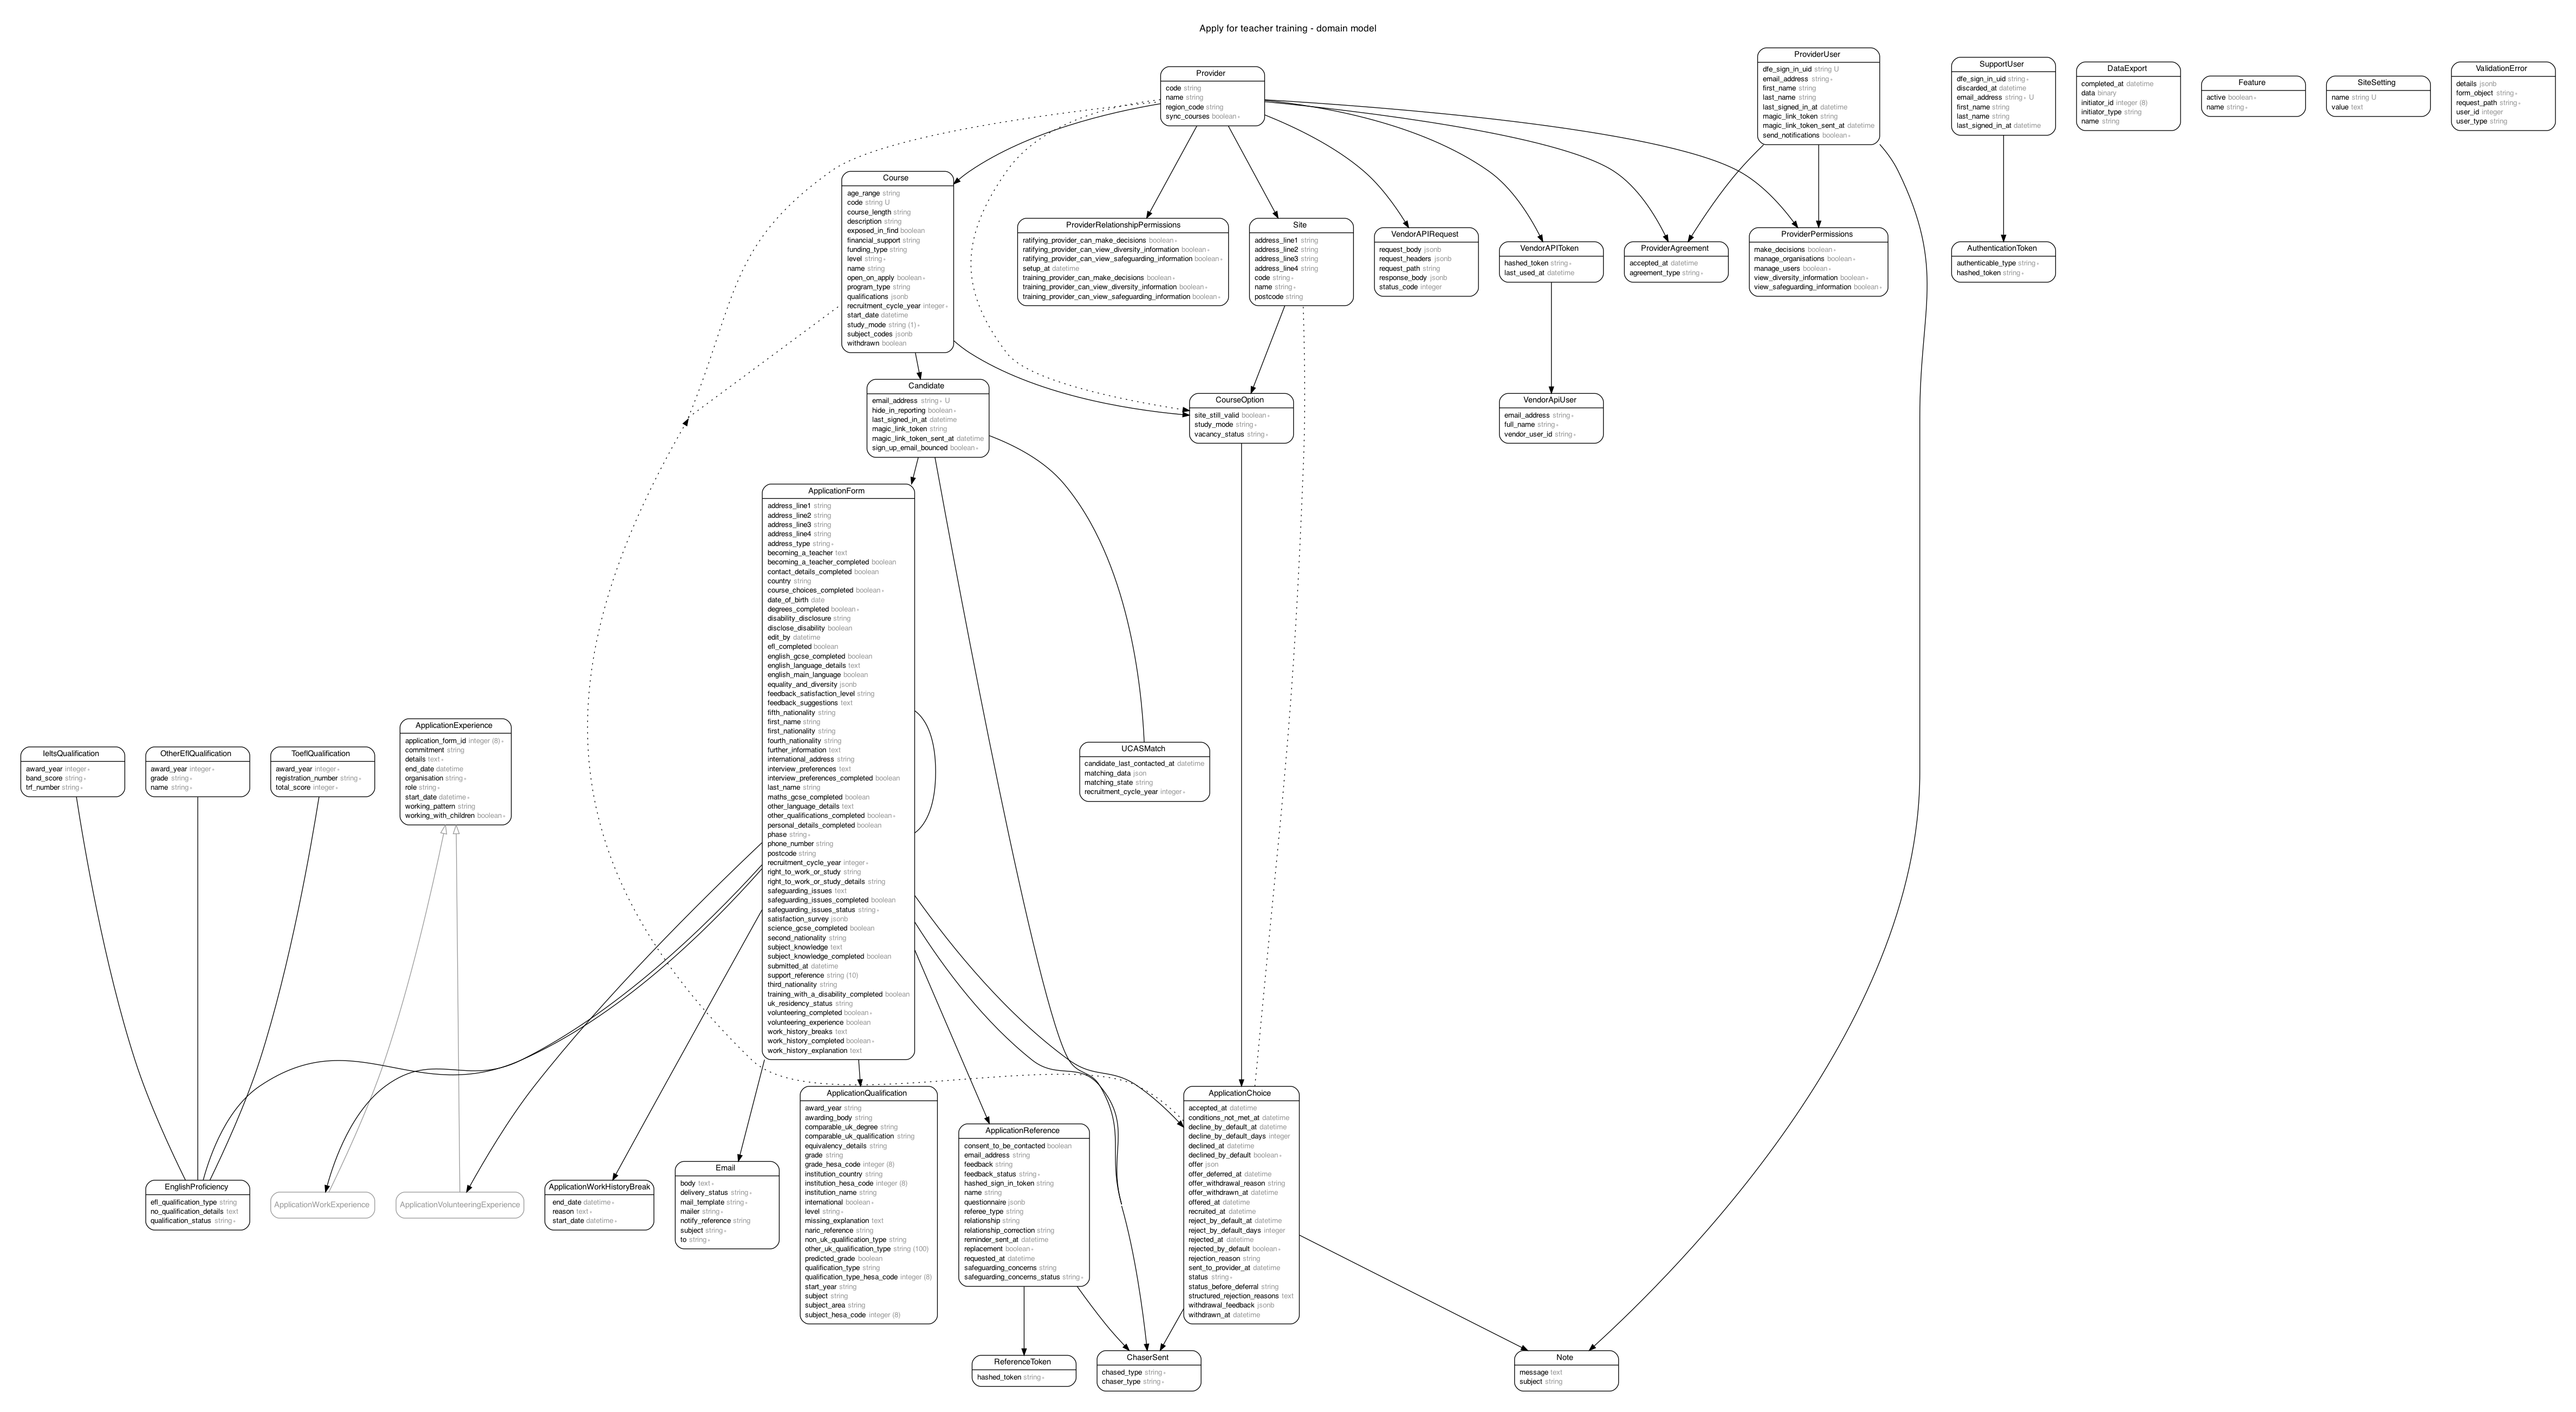 Apply for teacher training - domain model
Provider
code string
name string
region_code string
sync_courses boolean ∗
ProviderUser
dfe_sign_in_uid string U
email_address string ∗
first_name string
last_name string
last_signed_in_at datetime
magic_link_token string
magic_link_token_sent_at datetime
send_notifications boolean ∗
SupportUser
dfe_sign_in_uid string ∗
discarded_at datetime
email_address string ∗ U
first_name string
last_name string
last_signed_in_at datetime
DataExport
completed_at datetime
data binary
initiator_id integer (8)
initiator_type string
name string
Feature
active boolean ∗
name string ∗
SiteSetting
name string U
value text
ValidationError
details jsonb
form_object string ∗
request_path string ∗
user_id integer
user_type string
Course
age_range string
code string U
course_length string
description string
exposed_in_find boolean
financial_support string
funding_type string
level string ∗
name string
open_on_apply boolean ∗
program_type string
qualifications jsonb
recruitment_cycle_year integer ∗
start_date datetime
study_mode string (1) ∗
subject_codes jsonb
withdrawn boolean
ProviderRelationshipPermissions
ratifying_provider_can_make_decisions boolean ∗
ratifying_provider_can_view_diversity_information boolean ∗
ratifying_provider_can_view_safeguarding_information boolean ∗
setup_at datetime
training_provider_can_make_decisions boolean ∗
training_provider_can_view_diversity_information boolean ∗
training_provider_can_view_safeguarding_information boolean ∗
Site
address_line1 string
address_line2 string
address_line3 string
address_line4 string
code string ∗
name string ∗
postcode string
VendorAPIRequest
request_body jsonb
request_headers jsonb
request_path string
response_body jsonb
status_code integer
VendorAPIToken
hashed_token string ∗
last_used_at datetime
ProviderAgreement
accepted_at datetime
agreement_type string ∗
ProviderPermissions
make_decisions boolean ∗
manage_organisations boolean ∗
manage_users boolean ∗
view_diversity_information boolean ∗
view_safeguarding_information boolean ∗
AuthenticationToken
authenticable_type string ∗
hashed_token string ∗
Candidate
email_address string ∗ U
hide_in_reporting boolean ∗
last_signed_in_at datetime
magic_link_token string
magic_link_token_sent_at datetime
sign_up_email_bounced boolean ∗
CourseOption
site_still_valid boolean ∗
study_mode string ∗
vacancy_status string ∗
VendorApiUser
email_address string ∗
full_name string ∗
vendor_user_id string ∗
ApplicationForm
address_line1 string
address_line2 string
address_line3 string
address_line4 string
address_type string ∗
becoming_a_teacher text
becoming_a_teacher_completed boolean
contact_details_completed boolean
country string
course_choices_completed boolean ∗
date_of_birth date
degrees_completed boolean ∗
disability_disclosure string
disclose_disability boolean
edit_by datetime
efl_completed boolean
english_gcse_completed boolean
english_language_details text
english_main_language boolean
equality_and_diversity jsonb
feedback_satisfaction_level string
feedback_suggestions text
fifth_nationality string
first_name string
first_nationality string
fourth_nationality string
further_information text
international_address string
interview_preferences text
interview_preferences_completed boolean
last_name string
maths_gcse_completed boolean
other_language_details text
other_qualifications_completed boolean ∗
personal_details_completed boolean
phase string ∗
phone_number string
postcode string
recruitment_cycle_year integer ∗
right_to_work_or_study string
right_to_work_or_study_details string
safeguarding_issues text
safeguarding_issues_completed boolean
safeguarding_issues_status string ∗
satisfaction_survey jsonb
science_gcse_completed boolean
second_nationality string
subject_knowledge text
subject_knowledge_completed boolean
submitted_at datetime
support_reference string (10)
third_nationality string
training_with_a_disability_completed boolean
uk_residency_status string
volunteering_completed boolean ∗
volunteering_experience boolean
work_history_breaks text
work_history_completed boolean ∗
work_history_explanation text
IeltsQualification
award_year integer ∗
band_score string ∗
trf_number string ∗
OtherEflQualification
award_year integer ∗
grade string ∗
name string ∗
ToeflQualification
award_year integer ∗
registration_number string ∗
total_score integer ∗
ApplicationExperience
application_form_id integer (8) ∗
commitment string
details text ∗
end_date datetime
organisation string ∗
role string ∗
start_date datetime ∗
working_pattern string
working_with_children boolean ∗
UCASMatch
candidate_last_contacted_at datetime
matching_data json
matching_state string
recruitment_cycle_year integer ∗
EnglishProficiency
efl_qualification_type string
no_qualification_details text
qualification_status string ∗
ApplicationWorkExperience
ApplicationVolunteeringExperience
ApplicationWorkHistoryBreak
end_date datetime ∗
reason text ∗
start_date datetime ∗
Email
body text ∗
delivery_status string ∗
mail_template string ∗
mailer string ∗
notify_reference string
subject string ∗
to string ∗
ApplicationQualification
award_year string
awarding_body string
comparable_uk_degree string
comparable_uk_qualification string
equivalency_details string
grade string
grade_hesa_code integer (8)
institution_country string
institution_hesa_code integer (8)
institution_name string
international boolean ∗
level string ∗
missing_explanation text
naric_reference string
non_uk_qualification_type string
other_uk_qualification_type string (100)
predicted_grade boolean
qualification_type string
qualification_type_hesa_code integer (8)
start_year string
subject string
subject_area string
subject_hesa_code integer (8)
ApplicationReference
consent_to_be_contacted boolean
email_address string
feedback string
feedback_status string ∗
hashed_sign_in_token string
name string
questionnaire jsonb
referee_type string
relationship string
relationship_correction string
reminder_sent_at datetime
replacement boolean ∗
requested_at datetime
safeguarding_concerns string
safeguarding_concerns_status string ∗
ApplicationChoice
accepted_at datetime
conditions_not_met_at datetime
decline_by_default_at datetime
decline_by_default_days integer
declined_at datetime
declined_by_default boolean ∗
offer json
offer_deferred_at datetime
offer_withdrawal_reason string
offer_withdrawn_at datetime
offered_at datetime
recruited_at datetime
reject_by_default_at datetime
reject_by_default_days integer
rejected_at datetime
rejected_by_default boolean ∗
rejection_reason string
sent_to_provider_at datetime
status string ∗
status_before_deferral string
structured_rejection_reasons text
withdrawal_feedback jsonb
withdrawn_at datetime
ReferenceToken
hashed_token string ∗
ChaserSent
chased_type string ∗
chaser_type string ∗
Note
message text
subject string